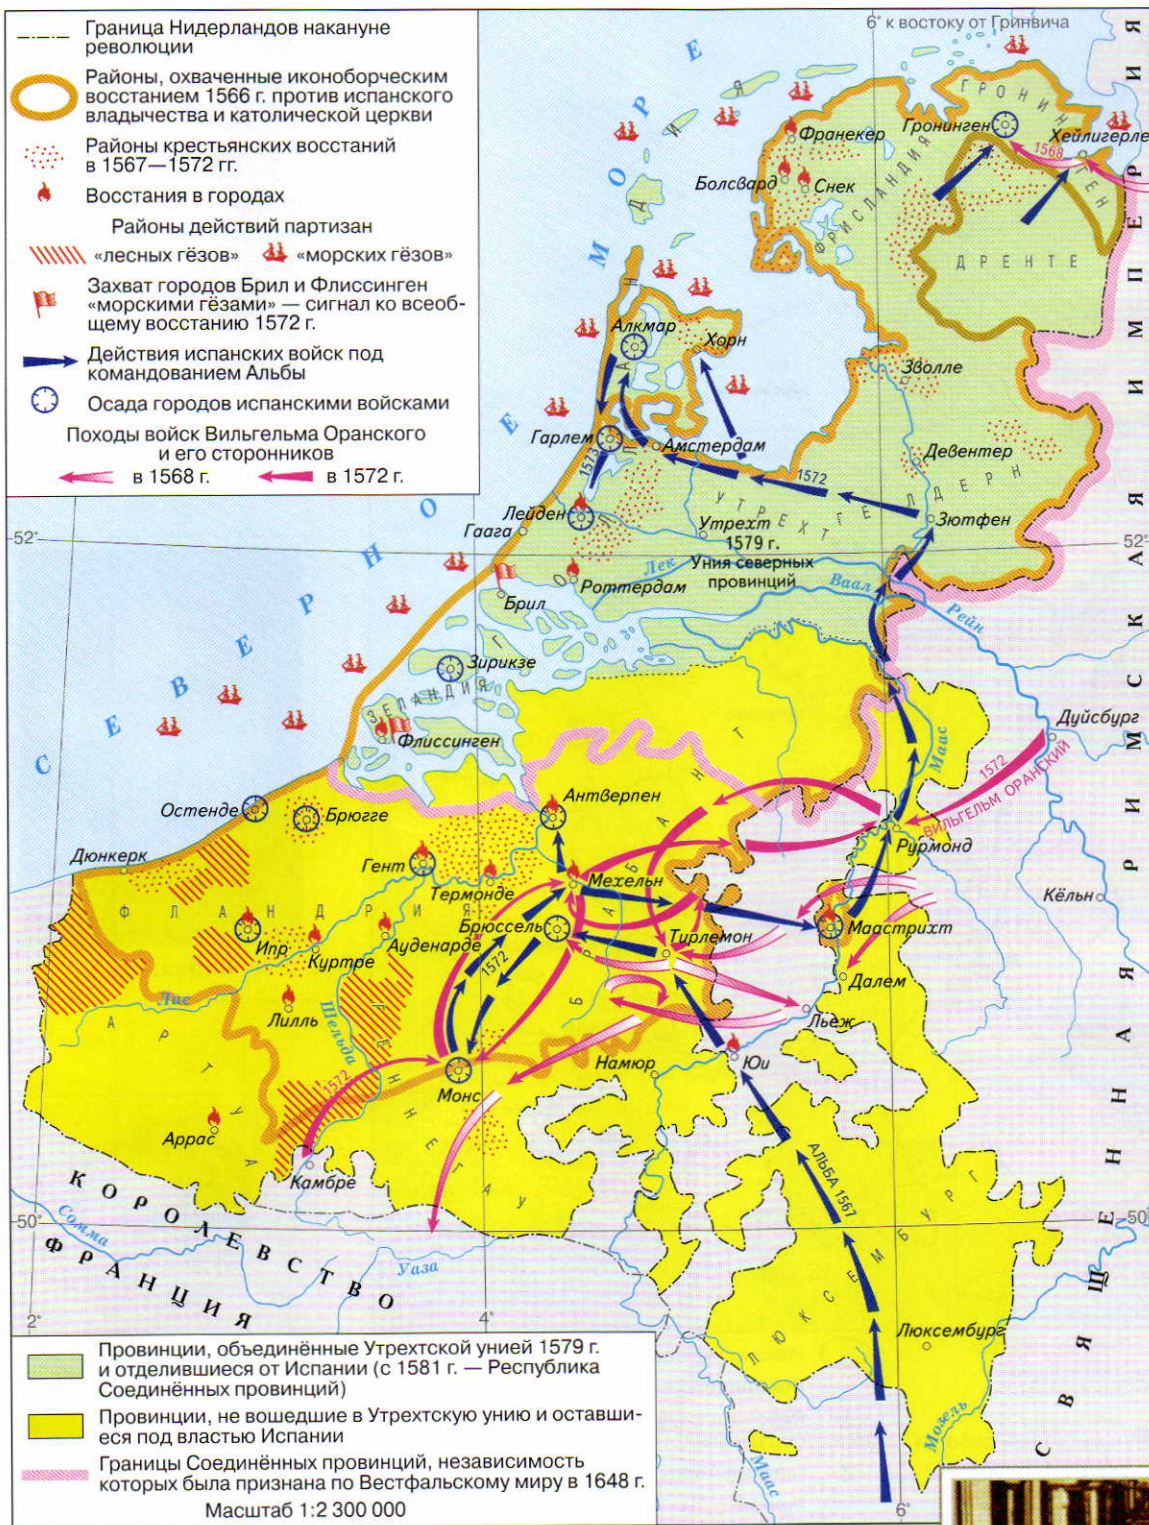 Граница Нидерландов накануне
революции
Районы, охваченные иконоборческим
восстанием 1566 г. против испанского
владычества и католической церкви
Районы крестьянских восстаний
в 1567—1572 гг.
Восстания в городах
Районы действий партизан
«лесных гёзов» «морских гёзов»
Захват городов Брил и Флиссинген
«морскими гёзами» — сигнал ко всеоб-
щему восстанию 1572 г.
Действия испанских войск под
командованием Альбы
Осада городов испанскими войсками
Походы войск Вильгельма Оранского
и его сторонников
в 1568 г. в 1572 г.
6° к востоку от Гринвича
СЕВЕРНОЕ МОРЕ
СВЯЩЕННАЯ РИМСКАЯ ИМПЕРИЯ
ГРОНИНГЕН
Гронинген
Хейлигерле
1568
Франекер
Болсвард
Снек
ФРИСЛАНДИЯ
ДРЕНТЕ
Алкмар
Хорн
Зволле
ГОЛЛАНДИЯ
Гарлем
Амстердам
1573
1572
Девентер
ГЕЛДЕРН
УТРЕХТ
Зютфен
Лейден
Гаага
Утрехт
1579 г.
Уния северных
провинций
52°
52°
Лек
Ваал
Рейн
Роттердам
Брил
Зирикзе
ЗЕЛАНДИЯ
Флиссинген
Маас
Дуйсбург
1572
ВИЛЬГЕЛЬМ ОРАНСКИЙ
Остенде
Брюгге
Антверпен
БРАБАНТ
Рурмонд
Дюнкерк
Гент
Термонде
Мехельн
Кёльн
ФЛАНДРИЯ
Ипр
Куртре
Ауденарде
Брюссель
1572
Тирлемон
Маастрихт
Далем
Лис
Лилль
Шельда
Льеж
АРТУА
ГЕННЕГАУ
1572
Монс
Намюр
Юи
Аррас
Камбре
АЛЬБА 1567
50°
50°
КОРОЛЕВСТВО
ФРАНЦИЯ
Сомма
Уаза
ЛЮКСЕМБУРГ
Люксембург
Мозель
Маас
2°
4°
6°
Провинции, объединённые Утрехтской унией 1579 г.
и отделившиеся от Испании (с 1581 г. — Республика
Соединённых провинций)
Провинции, не вошедшие в Утрехтскую унию и оставши-
еся под властью Испании
Границы Соединённых провинций, независимость
которых была признана по Вестфальскому миру в 1648 г.
Масштаб 1:2 300 000